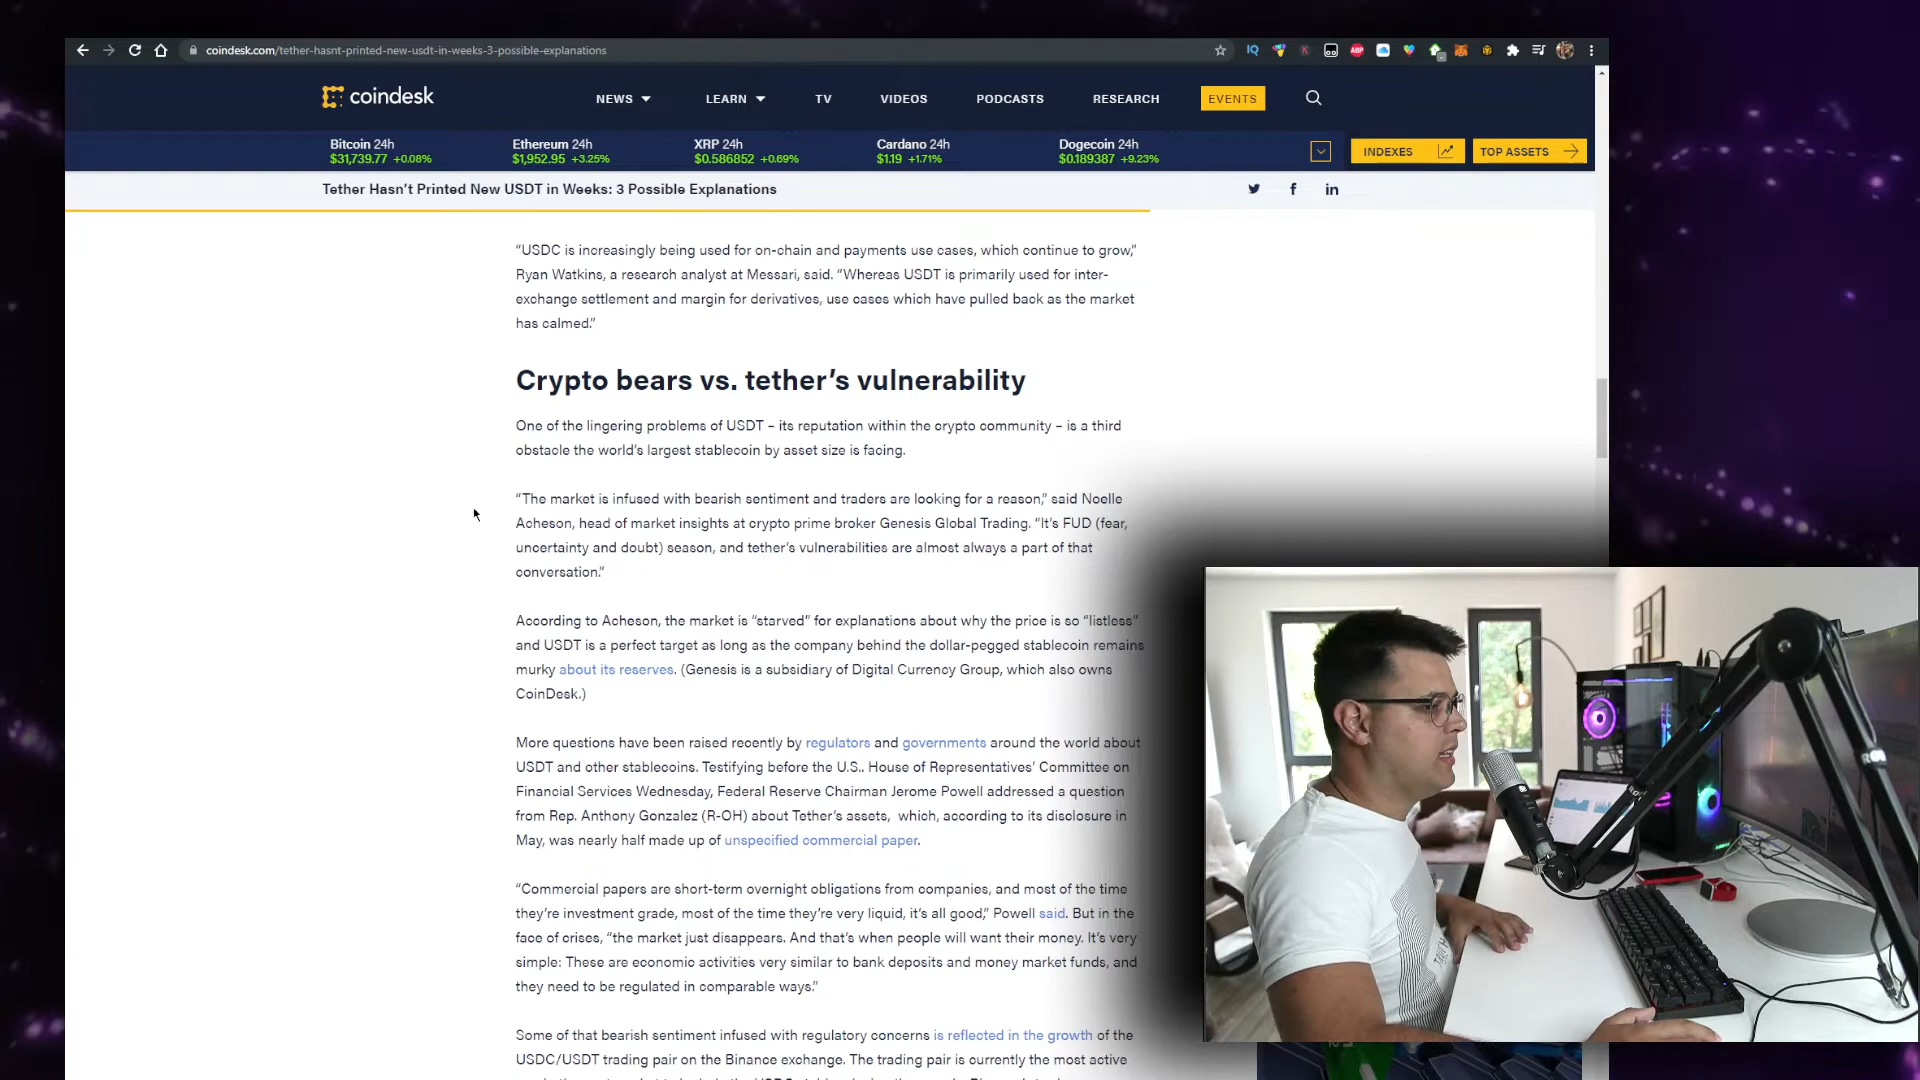 coindesk.com/tether-hasnt-printed-new-usdt-in-weeks-3-possible-explanations
IQ
ABP
coindesk
NEWS
LEARN
TV
VIDEOS
PODCASTS
RESEARCH
EVENTS
Bitcoin 24h
$31,739.77 +0.08%
Ethereum 24h
$1,952.95 +3.25%
XRP 24h
$0.586852 +0.69%
Cardano 24h
$1.19 +1.71%
Dogecoin 24h
$0.189387 +9.23%
INDEXES
TOP ASSETS
Tether Hasn’t Printed New USDT in Weeks: 3 Possible Explanations
“USDC is increasingly being used for on-chain and payments use cases, which continue to grow,”
Ryan Watkins, a research analyst at Messari, said. “Whereas USDT is primarily used for inter-
exchange settlement and margin for derivatives, use cases which have pulled back as the market
has calmed.”
Crypto bears vs. tether’s vulnerability
One of the lingering problems of USDT – its reputation within the crypto community – is a third
obstacle the world’s largest stablecoin by asset size is facing.
“The market is infused with bearish sentiment and traders are looking for a reason,” said Noelle
Acheson, head of market insights at crypto prime broker Genesis Global Trading. “It’s FUD (fear,
uncertainty and doubt) season, and tether’s vulnerabilities are almost always a part of that
conversation.”
According to Acheson, the market is “starved” for explanations about why the price is so “listless”
and USDT is a perfect target as long as the company behind the dollar-pegged stablecoin remains
murky about its reserves. (Genesis is a subsidiary of Digital Currency Group, which also owns
CoinDesk.)
More questions have been raised recently by regulators and governments around the world about
USDT and other stablecoins. Testifying before the U.S.. House of Representatives’ Committee on
Financial Services Wednesday, Federal Reserve Chairman Jerome Powell addressed a question
from Rep. Anthony Gonzalez (R-OH) about Tether’s assets, which, according to its disclosure in
May, was nearly half made up of unspecified commercial paper.
“Commercial papers are short-term overnight obligations from companies, and most of the time
they’re investment grade, most of the time they’re very liquid, it’s all good,” Powell said. But in the
face of crises, “the market just disappears. And that’s when people will want their money. It’s very
simple: These are economic activities very similar to bank deposits and money market funds, and
they need to be regulated in comparable ways.”
Some of that bearish sentiment infused with regulatory concerns is reflected in the growth of the
USDC/USDT trading pair on the Binance exchange. The trading pair is currently the most active